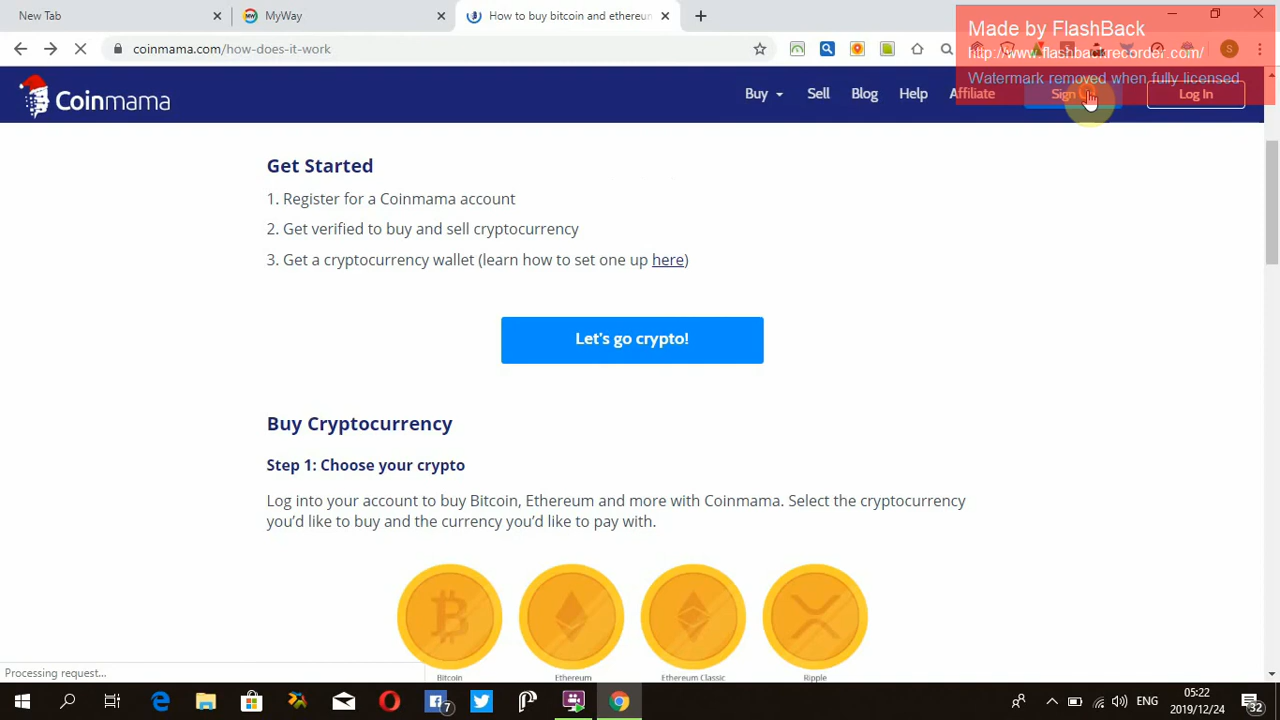 New Tab
MyWay
How to buy bitcoin and ethereu
Made by FlashBack
http://www.flashbackrecorder.com/
Watermark removed when fully licensed
coinmama.com/how-does-it-work
S
Coinmama
Buy
Sell
Blog
Help
Affiliate
Sign
Log In
Get Started
1. Register for a Coinmama account
2. Get verified to buy and sell cryptocurrency
3. Get a cryptocurrency wallet (learn how to set one up here)
Let's go crypto!
Buy Cryptocurrency
Step 1: Choose your crypto
Log into your account to buy Bitcoin, Ethereum and more with Coinmama. Select the cryptocurrency
you'd like to buy and the currency you'd like to pay with.
Processing request...
Bitcoin
Ethereum
Ethereum Classic
Ripple
7
ENG
05:22
2019/12/24
32